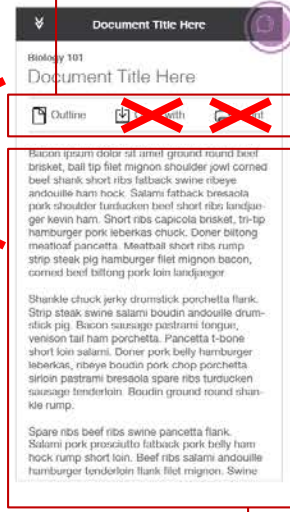 Document Title Here
Biology 101
Document Title Here
Outline with
Bacon ipsum dolor sit amet ground round beef
brisket, ball tip filet mignon shoulder jowl corned
beef shank short ribs fatback swine ribeye
andouille ham hock. Salami fatback bresaola
pork shoulder turducken beef short ribs landjae-
ger kevin ham. Short ribs capicola brisket, tri-tip
hamburger pork leberkas chuck. Doner biltong
meatloaf pancetta. Meatball short ribs rump
strip steak pig hamburger filet mignon bacon,
corned beef biltong pork loin landjaeger
Shankle chuck jerky drumstick porchetta flank.
Strip steak swine salami boudin andouille drum-
stick pig. Bacon sausage pastrami tongue,
venison tail ham porchetta. Pancetta t-bone
short loin salami. Doner pork belly hamburger
leberkas, ribeye boudin pork chop porchetta
sirloin pastrami bresaola spare ribs turducken
sausage tenderloin. Boudin ground round shan-
kle rump.
Spare ribs beef ribs swine pancetta flank.
Salami pork prosciutto fatback pork belly ham
hock rump short loin. Beef ribs salami andouille
hamburger tenderloin flank filet mignon. Swine